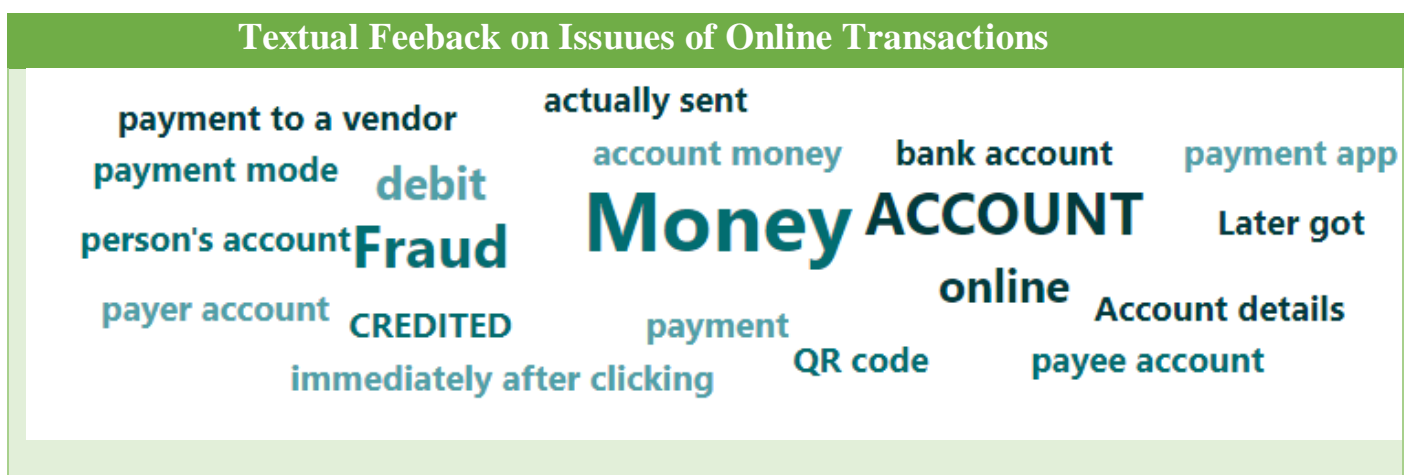 Textual Feeback on Issuues of Online Transactions
actually sent
payment to a vendor
account money
bank account
payment app
payment mode
debit
Money
ACCOUNT
Later got
person's account
Fraud
online
payer account
Account details
CREDITED
payment
QR code
payee account
immediately after clicking